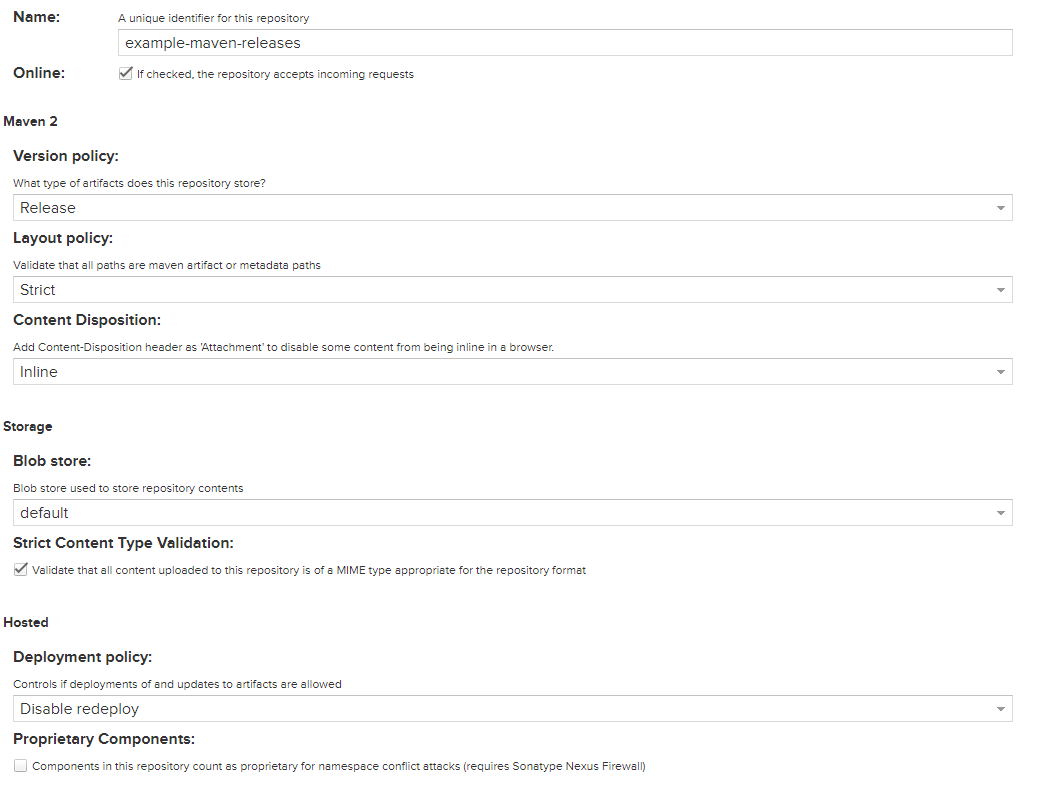 Name: A unique identifier for this repository
example-maven-releases
Online: If checked, the repository accepts incoming requests
Maven 2
Version policy:
What type of artifacts does this repository store?
Release
Layout policy:
Validate that all paths are maven artifact or metadata paths
Strict
Content Disposition:
Add Content-Disposition header as 'Attachment' to disable some content from being inline in a browser.
Inline
Storage
Blob store:
Blob store used to store repository contents
default
Strict Content Type Validation:
Validate that all content uploaded to this repository is of a MIME type appropriate for the repository format
Hosted
Deployment policy:
Controls if deployments of and updates to artifacts are allowed
Disable redeploy
Proprietary Components:
Components in this repository count as proprietary for namespace conflict attacks (requires Sonatype Nexus Firewall)